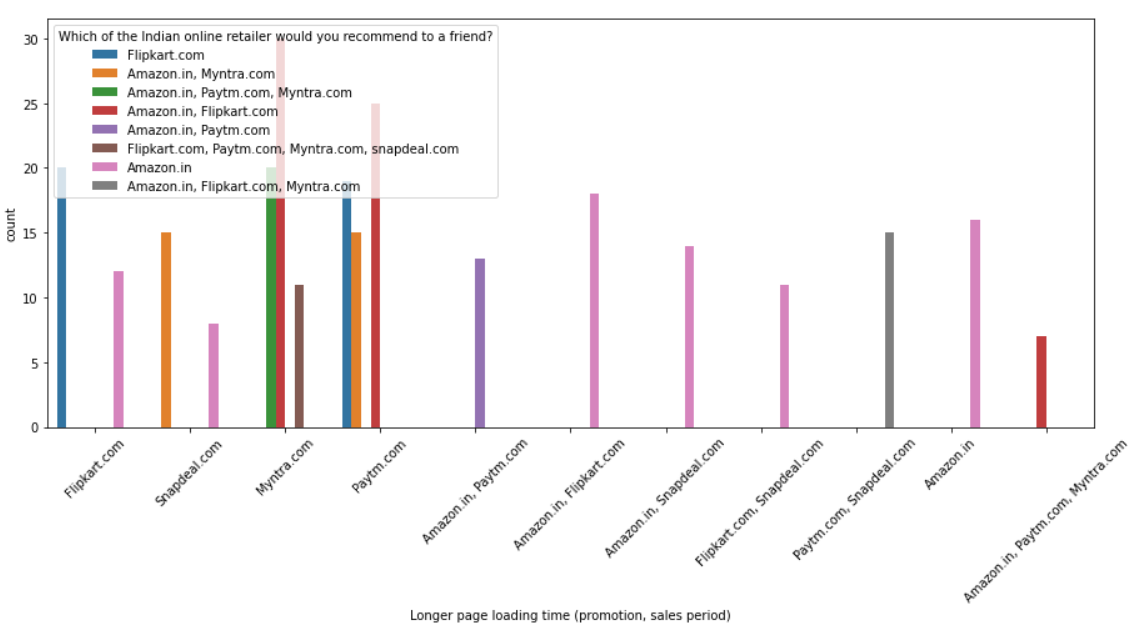 Which of the Indian online retailer would you recommend to a friend?
Flipkart.com
Amazon.in, Myntra.com
Amazon.in, Paytm.com, Myntra.com
Amazon.in, Flipkart.com
Amazon.in, Paytm.com
Flipkart.com, Paytm.com, Myntra.com, snapdeal.com
Amazon.in
Amazon.in, Flipkart.com, Myntra.com
30
25
20
15
10
5
0
count
Flipkart.com
Snapdeal.com
Myntra.com
Paytm.com
Amazon.in, Paytm.com
Amazon.in, Flipkart.com
Amazon.in, Snapdeal.com
Flipkart.com, Snapdeal.com
Paytm.com, Snapdeal.com
Amazon.in
Amazon.in, Paytm.com, Myntra.com
Longer page loading time (promotion, sales period)